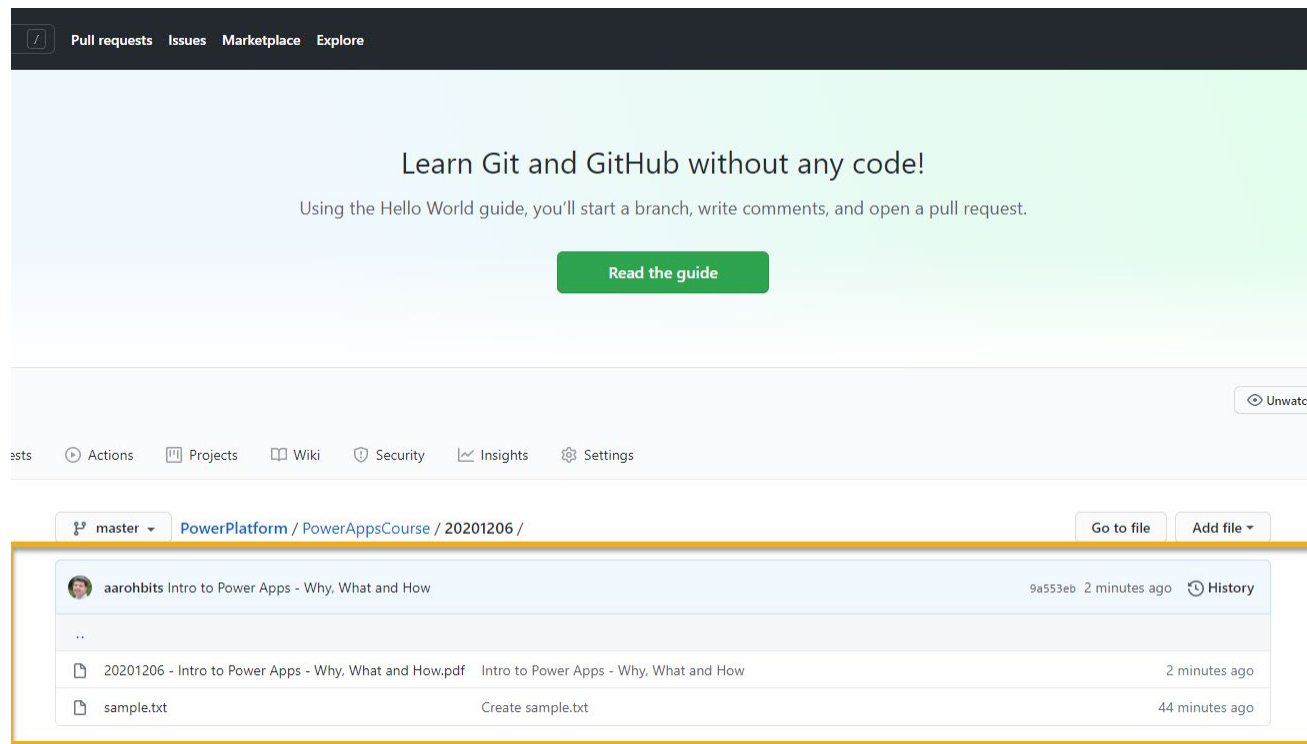 / Pull requests Issues Marketplace Explore
Learn Git and GitHub without any code!
Using the Hello World guide, you’ll start a branch, write comments, and open a pull request.
Read the guide
Unwatc
ests Actions Projects Wiki Security Insights Settings
master PowerPlatform / PowerAppsCourse / 20201206 / Go to file Add file
aarohbits Intro to Power Apps - Why, What and How 9a553eb 2 minutes ago History
..
20201206 - Intro to Power Apps - Why, What and How.pdf Intro to Power Apps - Why, What and How 2 minutes ago
sample.txt Create sample.txt 44 minutes ago